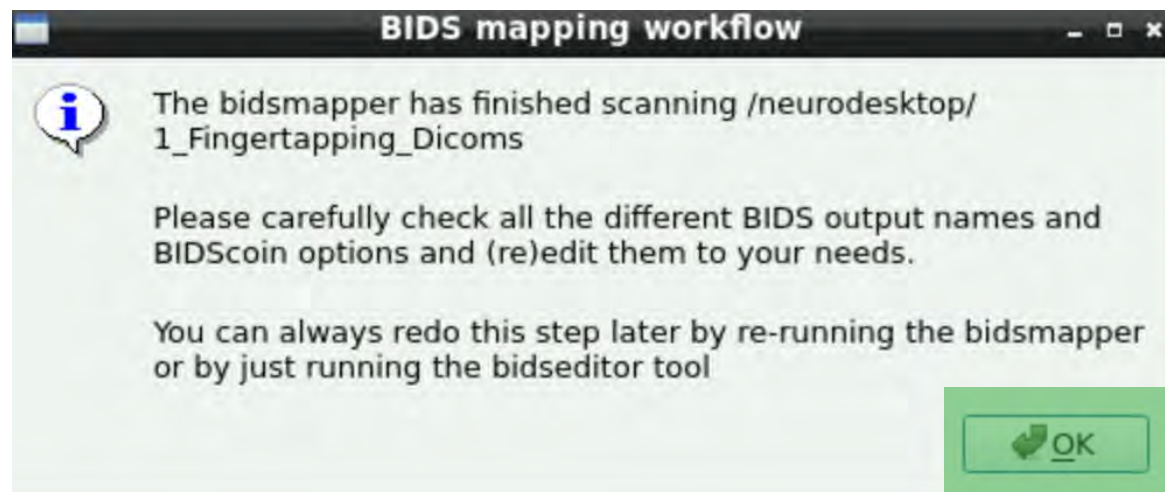 BIDS mapping workflow
The bidsmapper has finished scanning /neurodesktop/
1_Fingertapping_Dicoms
Please carefully check all the different BIDS output names and
BIDScoin options and (re)edit them to your needs.
You can always redo this step later by re-running the bidsmapper
or by just running the bidseditor tool
OK